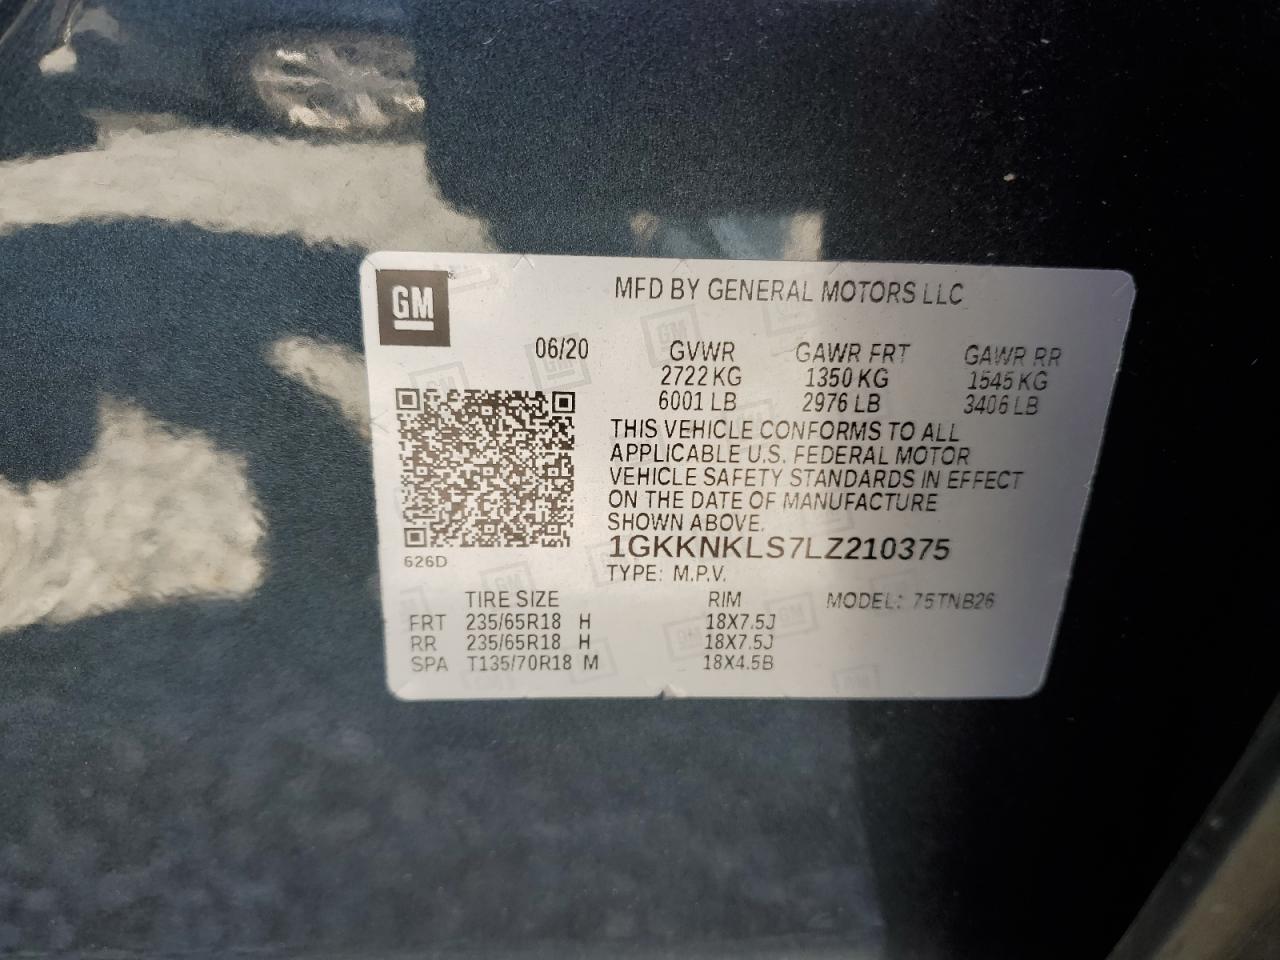 GM
MFD BY GENERAL MOTORS LLC
06/20 GVWR GAWR FRT GAWR RR
2722 KG 1350 KG 1545 KG
6001 LB 2976 LB 3406 LB
THIS VEHICLE CONFORMS TO ALL
APPLICABLE U.S. FEDERAL MOTOR
VEHICLE SAFETY STANDARDS IN EFFECT
ON THE DATE OF MANUFACTURE
SHOWN ABOVE.
1GKKNKLS7LZ210375
626D
TYPE: M.P.V.
TIRE SIZE RIM MODEL: 75TNB26
FRT 235/65R18 H 18X7.5J
RR 235/65R18 H 18X7.5J
SPA T135/70R18 M 18X4.5B